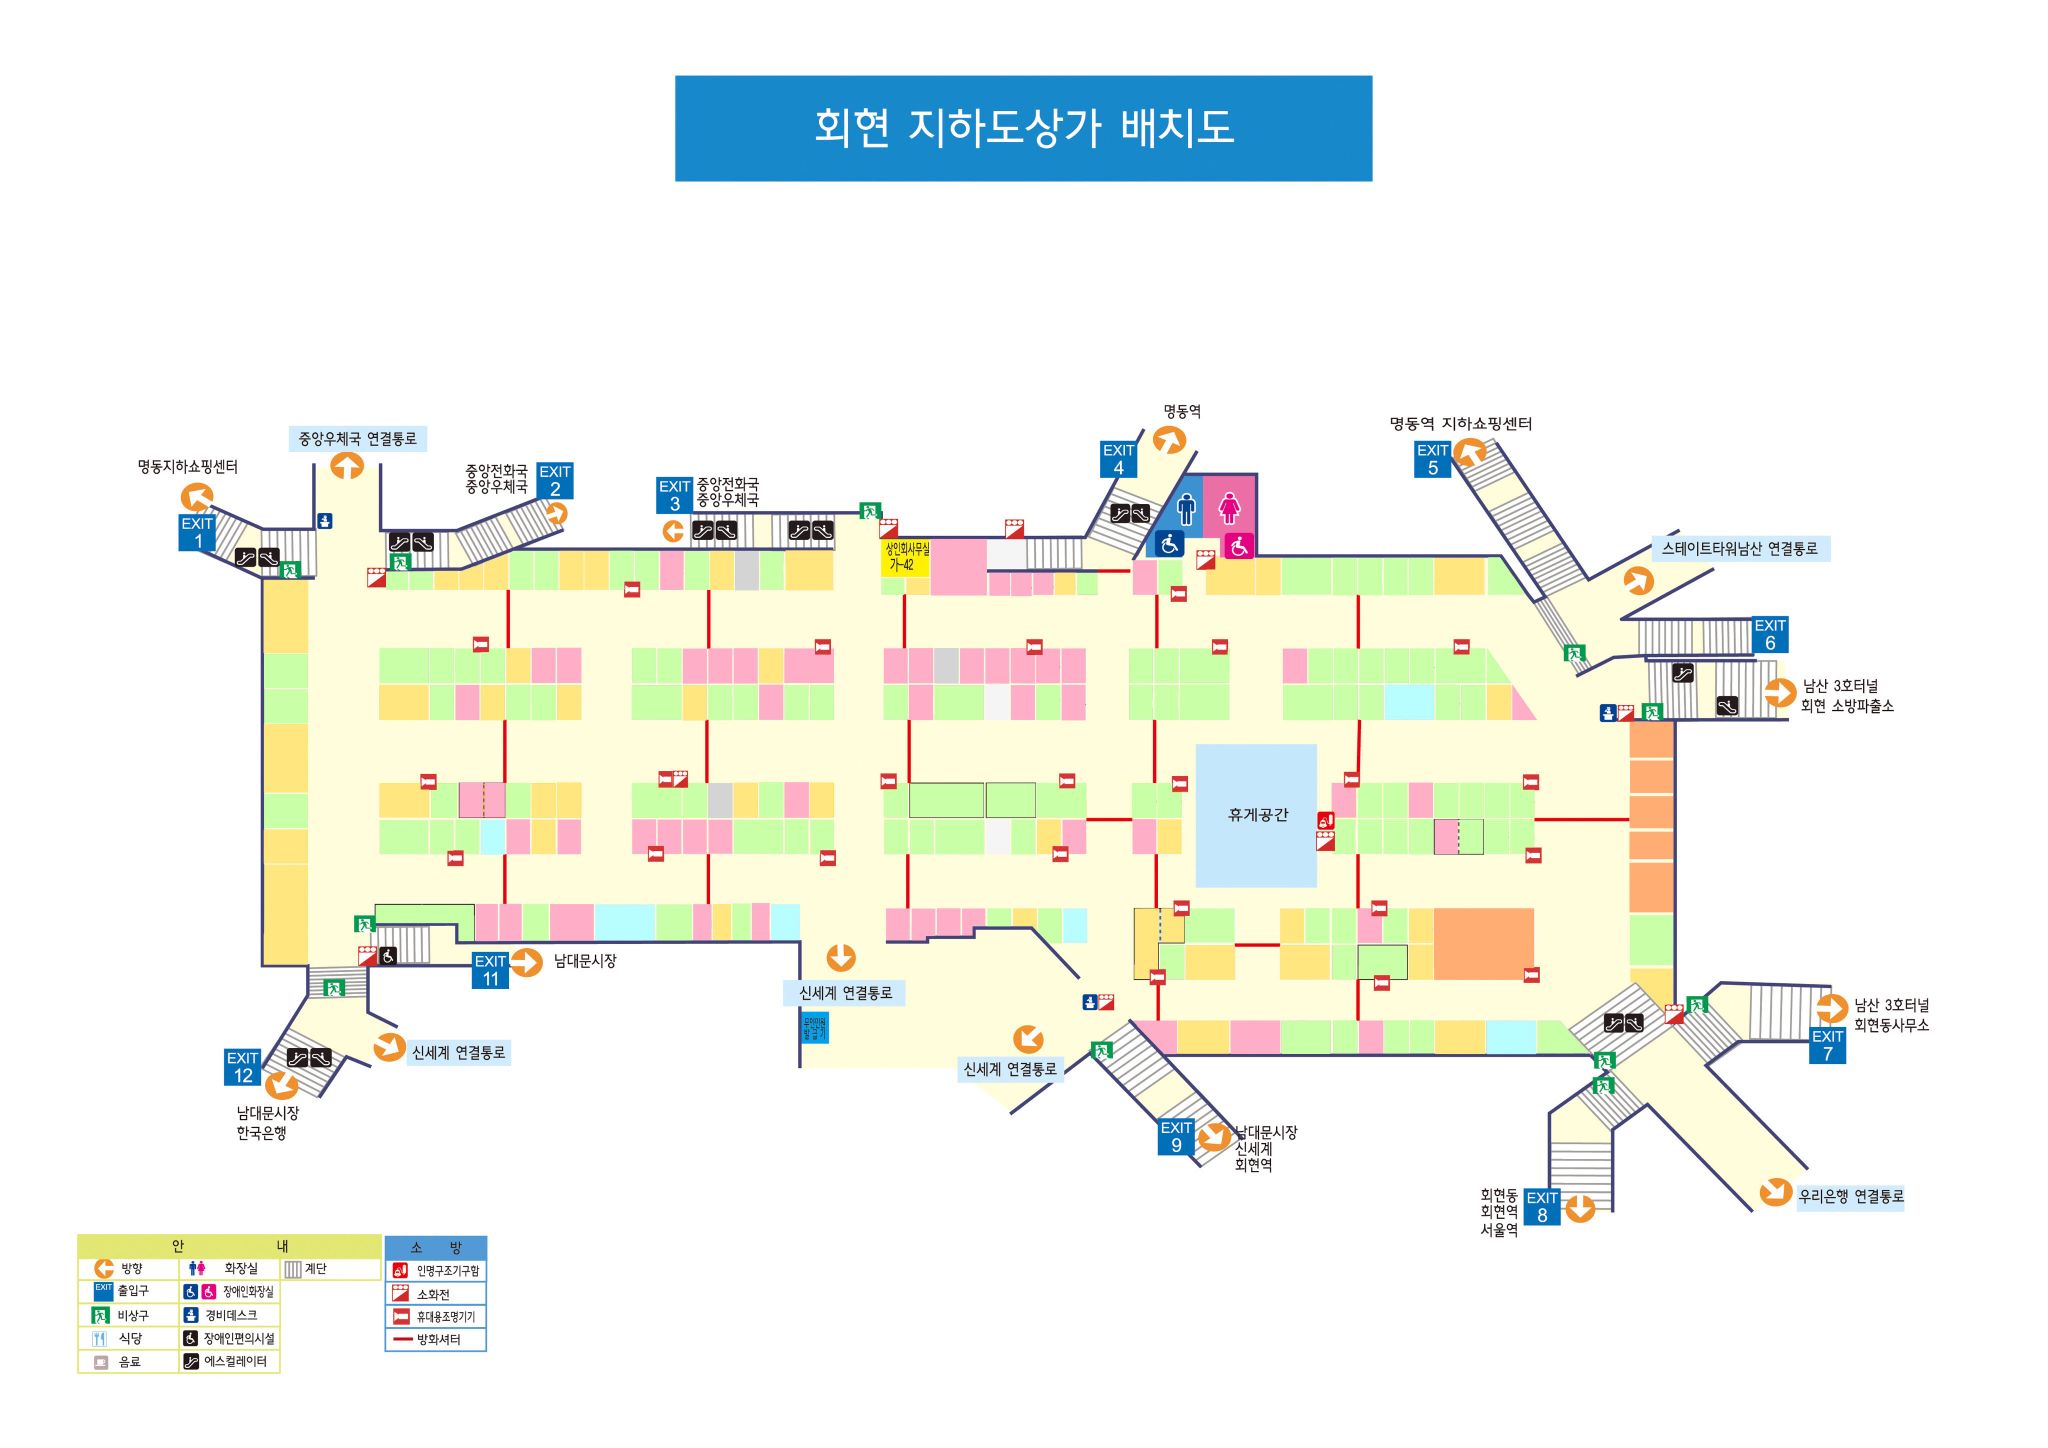 회현 지하도상가 배치도
명동역
명동역 지하쇼핑센터
EXIT
4
EXIT
5
중앙우체국 연결통로
명동지하쇼핑센터
중앙전화국
중앙우체국
EXIT
2
EXIT
3
중앙전화국
중앙우체국
EXIT
1
상인회사무실
가-42
스테이트타워남산 연결통로
EXIT
6
남산 3호터널
회현 소방파출소
휴게공간
EXIT
11
남대문시장
신세계 연결통로
남산 3호터널
회현동사무소
EXIT
7
신세계 연결통로
EXIT
12
신세계 연결통로
남대문시장
한국은행
EXIT
9
남대문시장
신세계
회현역
회현동
회현역
서울역
EXIT
8
우리은행 연결통로
안 내
방향
화장실
계단
EXIT
출입구
장애인화장실
비상구
경비데스크
식당
장애인편의시설
음료
에스컬레이터
소 방
인명구조기구함
소화전
휴대용조명기기
방화셔터